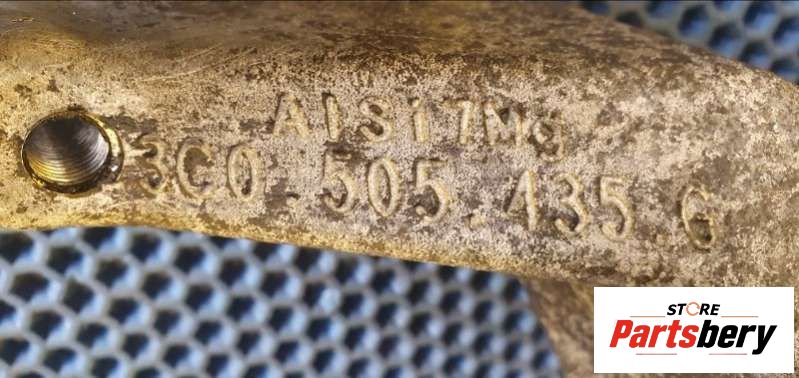 AlSi7Mg
3C0.505.435.G
STORE
Partsbery